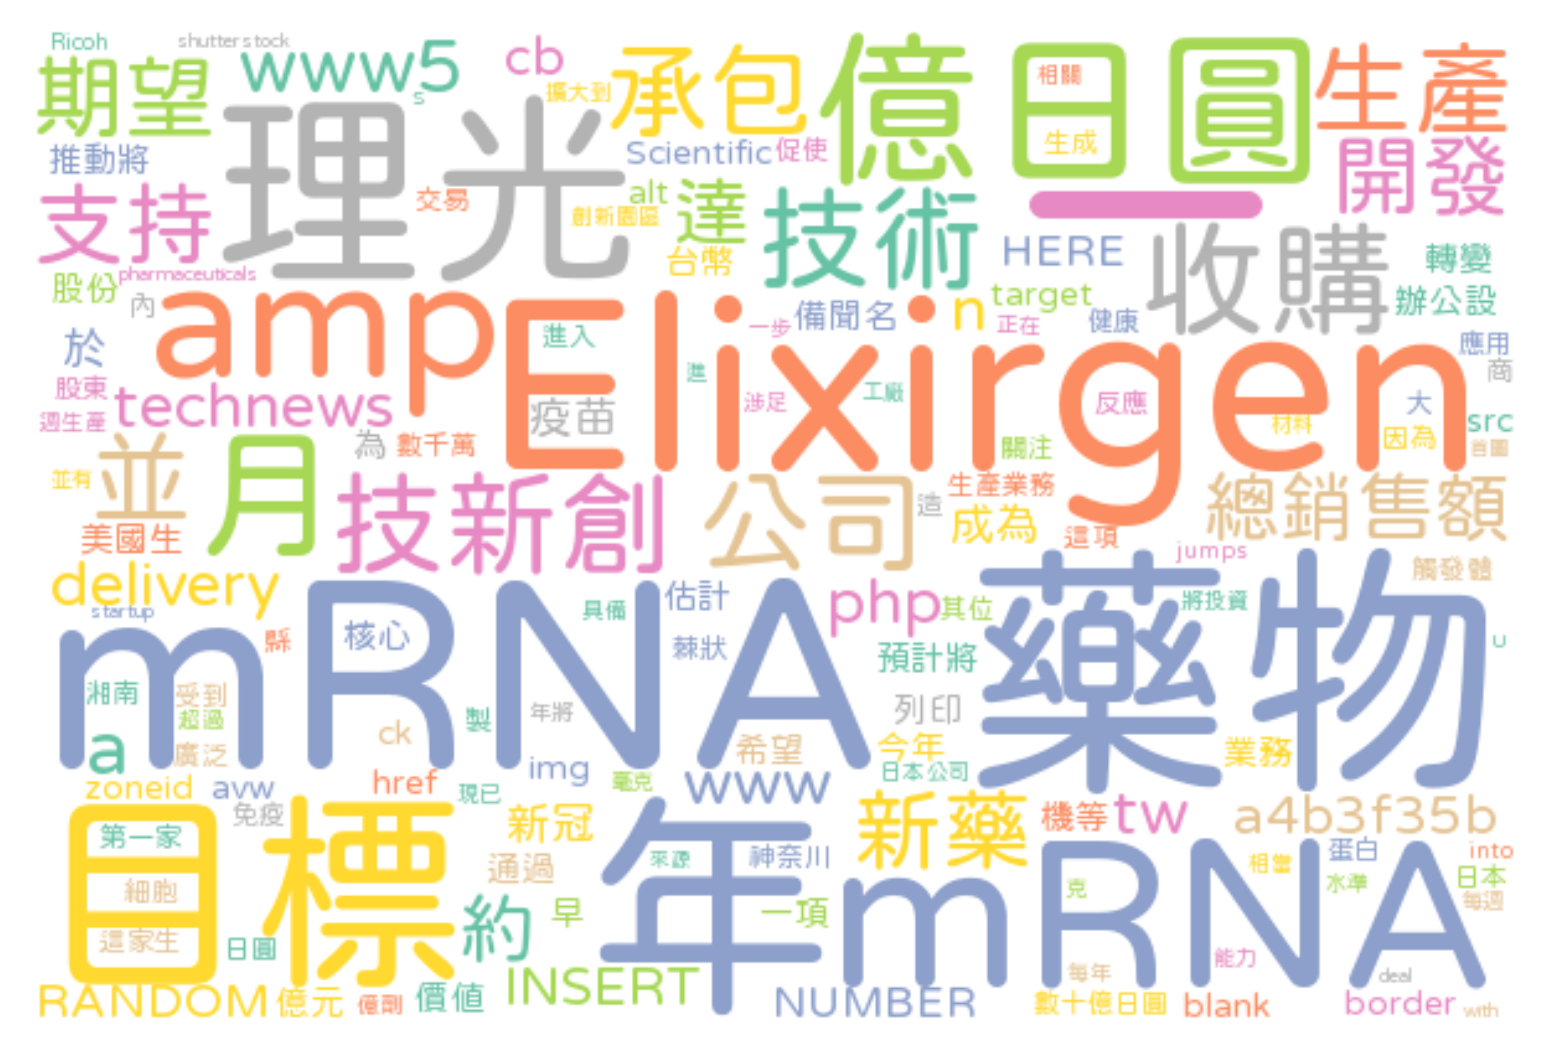 Ricoh
shutterstock
期望
www5
s
cb
擴大到
承包
億
日圓
相關
生成
生產
推動將
理光
Scientific
促使
開發
支持
交易
alt
創新園區
達
技術
台幣
HERE
收購
轉變
股份
pharmaceuticals
內
amp
Elixirgen
進入
一步
備聞名
n
target
正在
健康
辦公設
於
應用
商
股東
technews
週生產
疫苗
進
涉足
工廠
反應
材料
大
因為
src
首圖
並
月
為
數千萬
關注
並有
技新創
公司
造
生產業務
成為
這項
總銷售額
美國生
jumps
delivery
startup
mRNA
藥物
觸發體
縣
核心
具備
估計
棘狀
php
其位
將投資
u
預計將
湘南
受到
超過
廣泛
a
ck
製
年將
列印
希望
今年
日本公司
業務
zoneid
avw
href
現已
img
毫克
www
免疫
目標
第一家
細胞
這家生
新冠
通過
年
來源
神奈川
新藥
機等
tw
a4b3f35b
mRNA
克
相當
蛋白
水準
into
日本
每週
日圓
約
早
一項
能力
每年
deal
RANDOM
億元
億劑
價值
INSERT
NUMBER
數十億日圓
blank
border
with